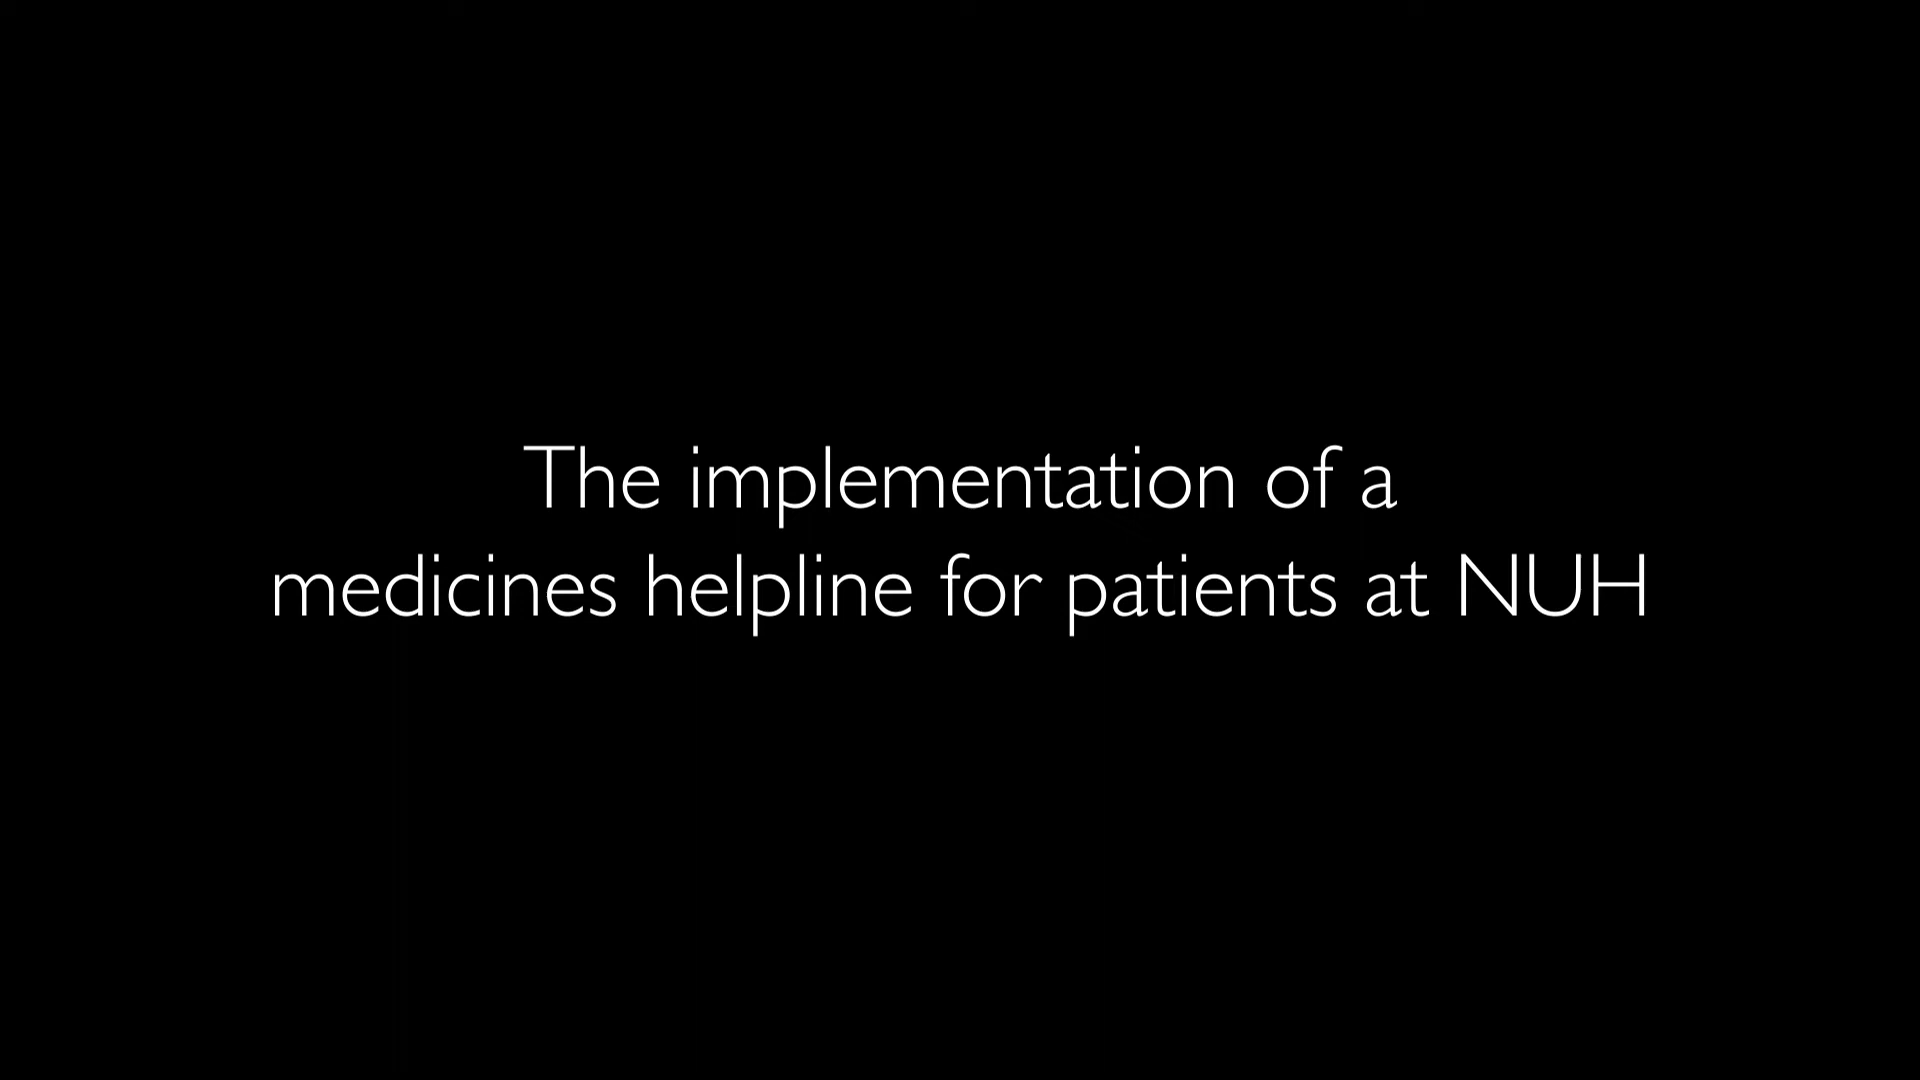 The implementation of a
medicines helpline for patients at NUH